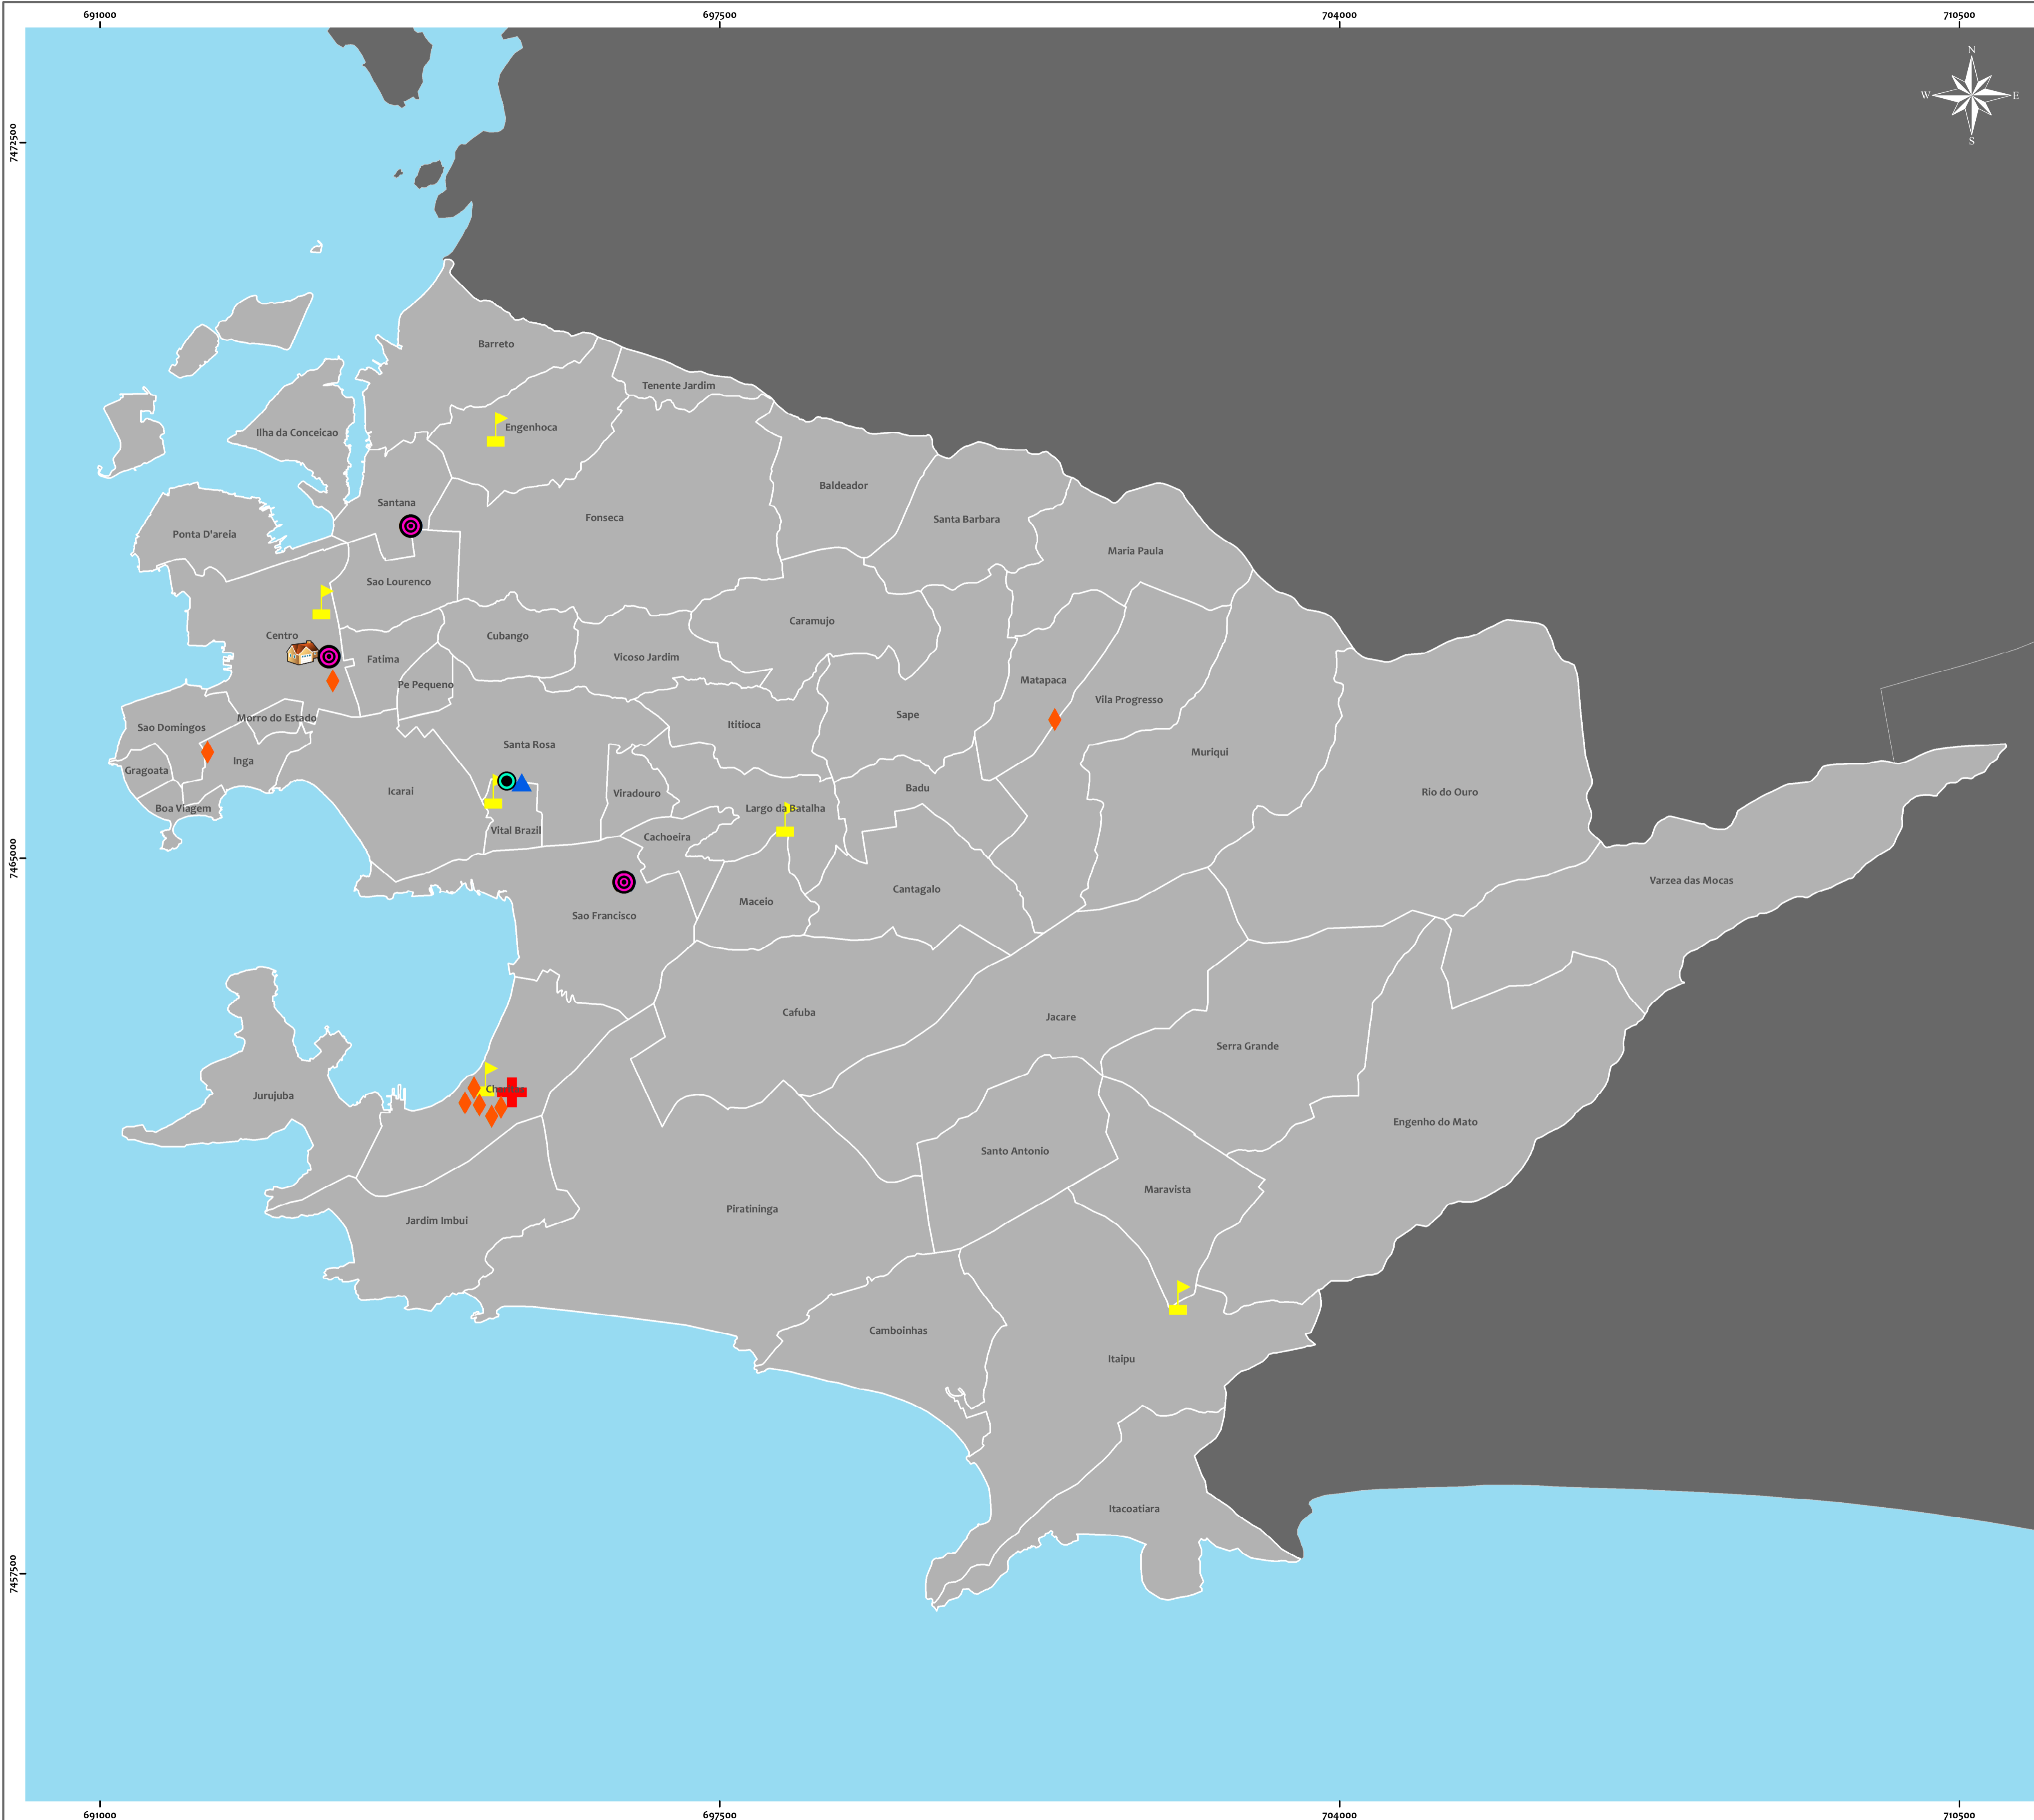 691000 697500 704000 710500
N
W E
S
7472500
Barreto
Tenente Jardim
Engenhoca
Ilha da Conceicao
Baldeador
Santana
Fonseca
Santa Barbara
Ponta D'areia
Maria Paula
Sao Lourenco
Caramujo
Centro
Cubango
Fatima
Vicoso Jardim
Matapaca
Pe Pequeno
Vila Progresso
Sape
Morro do Estado
Sao Domingos
Ititioca
Santa Rosa
Muriqui
Inga
Gragoata
Badu
Icarai
Viradouro
Rio do Ouro
Boa Viagem
Largo da Batalha
Vital Brazil
Cachoeira
7465000
Varzea das Mocas
Cantagalo
Maceio
Sao Francisco
Cafuba
Jacare
Serra Grande
Jurujuba
Engenho do Mato
Santo Antonio
Maravista
Piratininga
Jardim Imbui
Camboinhas
Itaipu
Itacoatiara
7457500
691000 697500 704000 710500